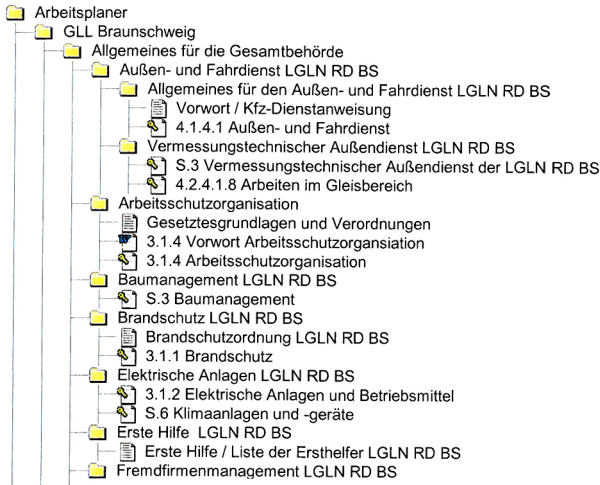 Arbeitsplaner
GLL Braunschweig
Allgemeines für die Gesamtbehörde
Außen- und Fahrdienst LGLN RD BS
Allgemeines für den Außen- und Fahrdienst LGLN RD BS
Vorwort / Kfz-Dienstanweisung
4.1.4.1 Außen- und Fahrdienst
Vermessungstechnischer Außendienst LGLN RD BS
S.3 Vermessungstechnischer Außendienst der LGLN RD BS
4.2.4.1.8 Arbeiten im Gleisbereich
Arbeitsschutzorganisation
Gesetztesgrundlagen und Verordnungen
3.1.4 Vorwort Arbeitsschutzorgansiation
3.1.4 Arbeitsschutzorganisation
Baumanagement LGLN RD BS
S.3 Baumanagement
Brandschutz LGLN RD BS
Brandschutzordnung LGLN RD BS
3.1.1 Brandschutz
Elektrische Anlagen LGLN RD BS
3.1.2 Elektrische Anlagen und Betriebsmittel
S.6 Klimaanlagen und -geräte
Erste Hilfe LGLN RD BS
Erste Hilfe / Liste der Ersthelfer LGLN RD BS
Fremdfirmenmanagement LGLN RD BS